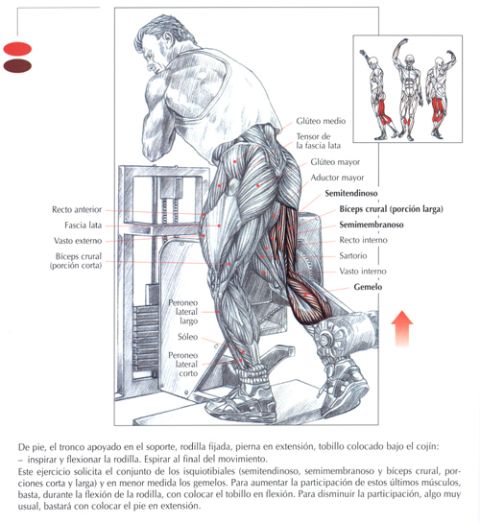 Glúteo medio
Tensor de
la fascia lata
Glúteo mayor
Aductor mayor
Semitendinoso
Bíceps crural (porción larga)
Semimembranoso
Recto interno
Sartorio
Vasto interno
Gemelo
Recto anterior
Fascia lata
Vasto externo
Bíceps crural
(porción corta)
Peroneo
lateral
largo
Sóleo
Peroneo
lateral
corto
De pie, el tronco apoyado en el soporte, rodilla fijada, pierna en extensión, tobillo colocado bajo el cojín:
– inspirar y flexionar la rodilla. Espirar al final del movimiento.
Este ejercicio solicita el conjunto de los isquiotibiales (semitendinoso, semimembranoso y bíceps crural, por-
ciones corta y larga) y en menor medida los gemelos. Para aumentar la participación de estos últimos músculos,
basta, durante la flexión de la rodilla, con colocar el tobillo en flexión. Para disminuir la participación, algo muy
usual, bastará con colocar el pie en extensión.